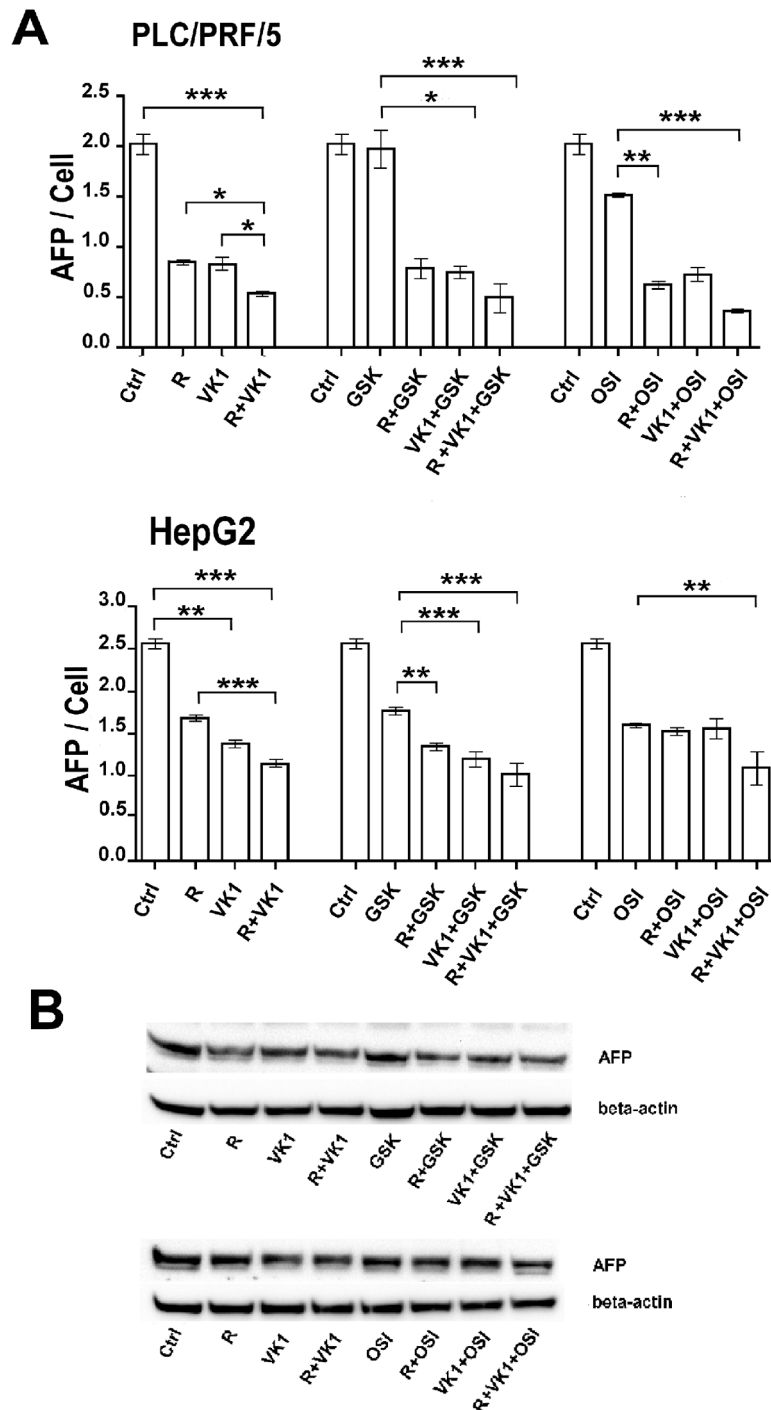 A
PLC/PRF/5
AFP / Cell
2.5
2.0
1.5
1.0
0.5
0.0
***
*
*
***
*
***
**
Ctrl
R
VK1
R+VK1
Ctrl
GSK
R+GSK
VK1+GSK
R+VK1+GSK
Ctrl
OSI
R+OSI
VK1+OSI
R+VK1+OSI
HepG2
AFP / Cell
3.0
2.5
2.0
1.5
1.0
0.5
0.0
***
**
***
***
***
**
**
Ctrl
R
VK1
R+VK1
Ctrl
GSK
R+GSK
VK1+GSK
R+VK1+GSK
Ctrl
OSI
R+OSI
VK1+OSI
R+VK1+OSI
B
AFP
beta-actin
Ctrl
R
VK1
R+VK1
GSK
R+GSK
VK1+GSK
R+VK1+GSK
AFP
beta-actin
Ctrl
R
VK1
R+VK1
OSI
R+OSI
VK1+OSI
R+VK1+OSI